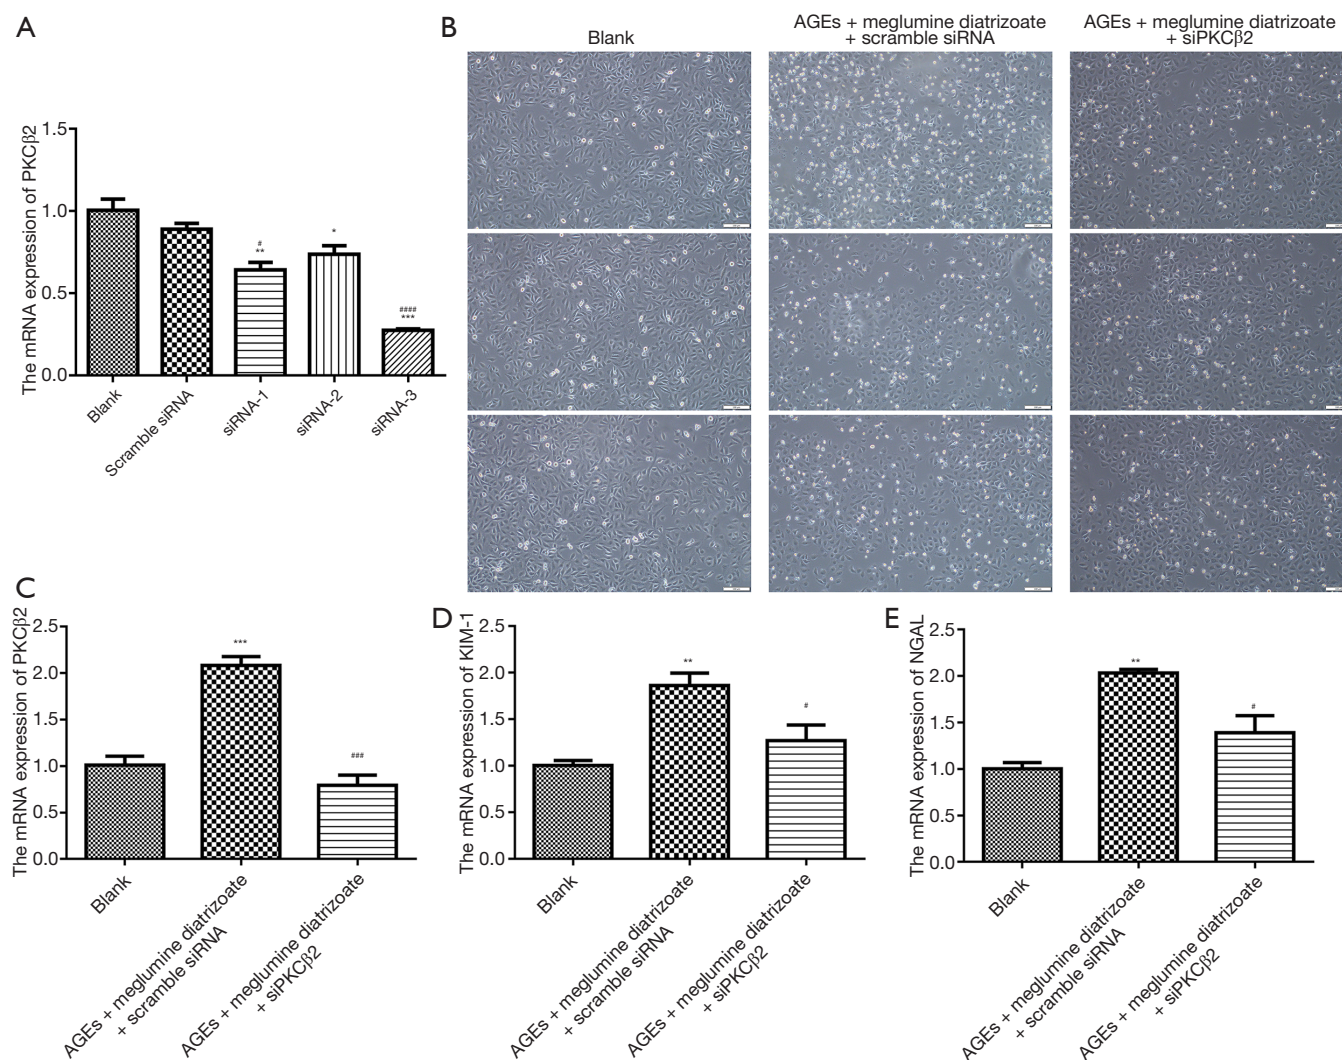 A
The mRNA expression of PKCβ2
1.5
1.0
0.5
0.0
#
**
*
####
***
Blank
Scramble siRNA
siRNA-1
siRNA-2
siRNA-3
B
Blank
AGEs + meglumine diatrizoate
+ scramble siRNA
AGEs + meglumine diatrizoate
+ siPKCβ2
C
The mRNA expression of PKCβ2
2.5
2.0
1.5
1.0
0.5
0.0
***
###
Blank
AGEs + meglumine diatrizoate
+ scramble siRNA
AGEs + meglumine diatrizoate
+ siPKCβ2
D
The mRNA expression of KIM-1
2.5
2.0
1.5
1.0
0.5
0.0
**
#
Blank
AGEs + meglumine diatrizoate
+ scramble siRNA
AGEs + meglumine diatrizoate
+ siPKCβ2
E
The mRNA expression of NGAL
2.5
2.0
1.5
1.0
0.5
0.0
**
#
Blank
AGEs + meglumine diatrizoate
+ scramble siRNA
AGEs + meglumine diatrizoate
+ siPKCβ2